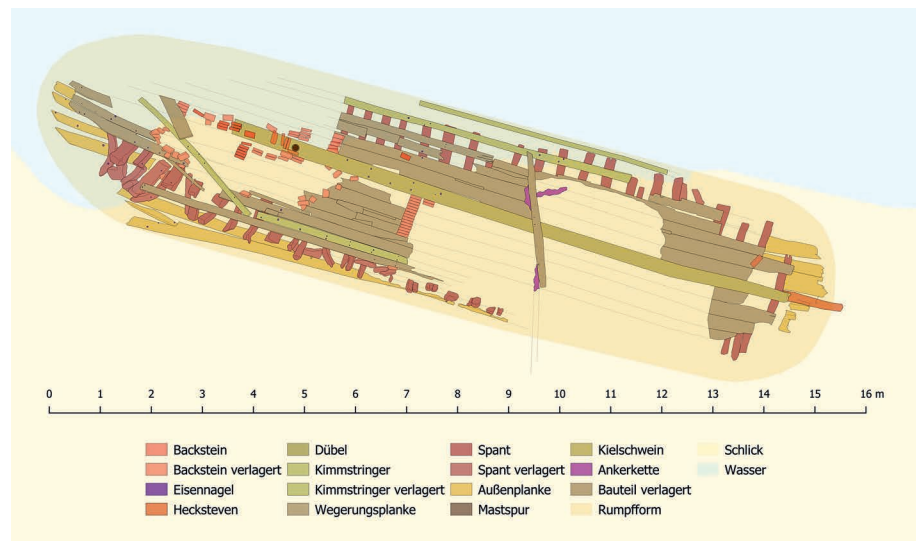 0 1 2 3 4 5 6 7 8 9 10 11 12 13 14 15 16 m
Backstein Dübel Spant Kielschwein Schlick
Backstein verlagert Kimmstringer Spant verlagert Ankerkette Wasser
Eisennagel Kimmstringer verlagert Außenplanke Bauteil verlagert
Hecksteven Wegerungsplanke Mastspur Rumpfform